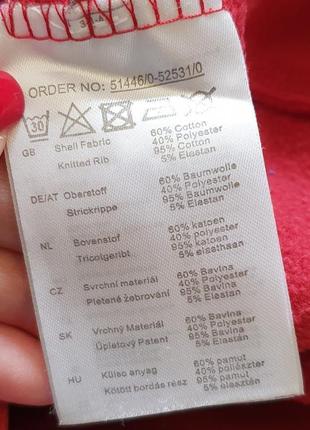 ORDER NO: 51446/0-52531/0
30
GB Shell Fabric 60% Cotton
40% Polyester
Knitted Rib 95% Cotton
5% Elastan
DE/AT Oberstoff 60% Baumwolle
40% Polyester
Strickrippe 95% Baumwolle
5% Elastan
NL Bovenstof 60% katoen
40% polyester
Tricotgeribt 95% katoen
5% elasthaan
CZ Svrchní materiál 60% Bavlna
40% Polyester
Pletené žebrování 95% Bavlna
5% Elastan
SK Vrchný Materiál 60% Bavlna
40% Polyester
Úpletový Patent 95% Bavlna
5% Elastan
HU Külső anyag 60% pamut
40% poliészter
Kötött bordás rész 95% pamut
5% elasztán